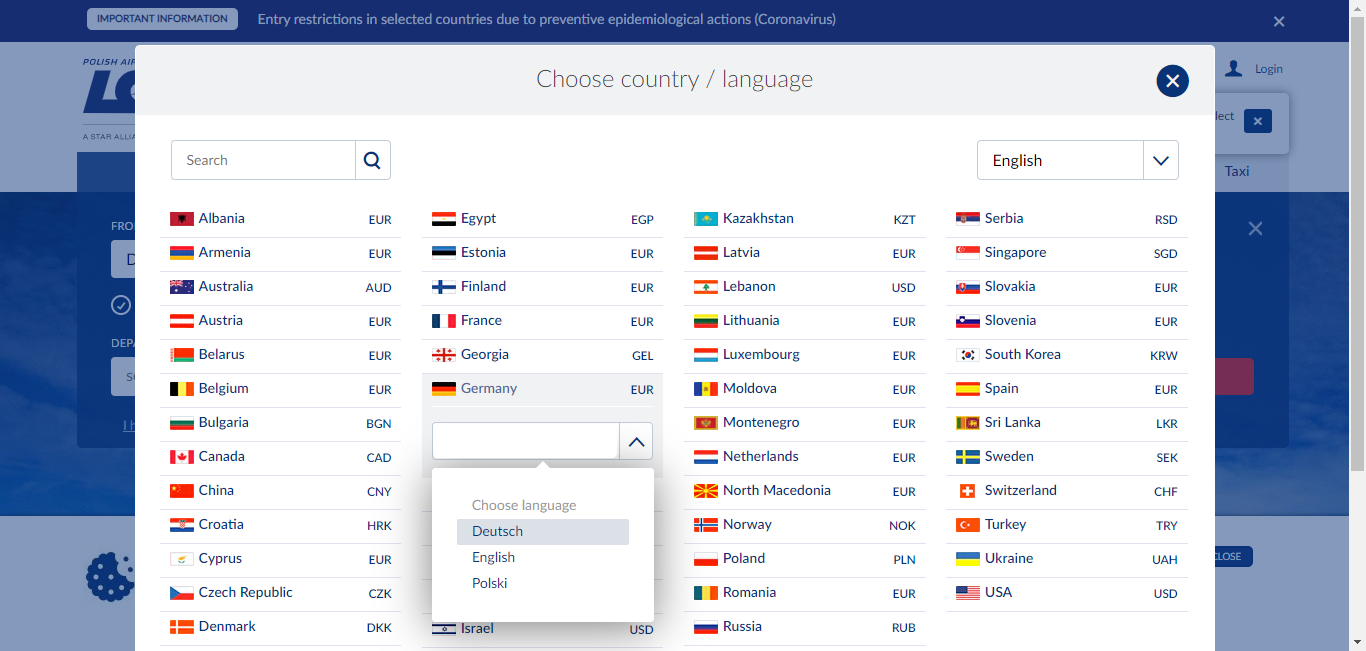 IMPORTANT INFORMATION
Entry restrictions in selected countries due to preventive epidemiological actions (Coronavirus)
POLISH AIR
A STAR ALLIA
Login
lect
Taxi
Choose country / language
Search
English
Albania EUR
Armenia EUR
Australia AUD
Austria EUR
Belarus EUR
Belgium EUR
Bulgaria BGN
Canada CAD
China CNY
Croatia HRK
Cyprus EUR
Czech Republic CZK
Denmark DKK
Egypt EGP
Estonia EUR
Finland EUR
France EUR
Georgia GEL
Germany EUR
Choose language
Deutsch
English
Polski
Israel USD
Kazakhstan KZT
Latvia EUR
Lebanon USD
Lithuania EUR
Luxembourg EUR
Moldova EUR
Montenegro EUR
Netherlands EUR
North Macedonia EUR
Norway NOK
Poland PLN
Romania EUR
Russia RUB
Serbia RSD
Singapore SGD
Slovakia EUR
Slovenia EUR
South Korea KRW
Spain EUR
Sri Lanka LKR
Sweden SEK
Switzerland CHF
Turkey TRY
Ukraine UAH
USA USD
FRO
D
DEPA
I h
CLOSE